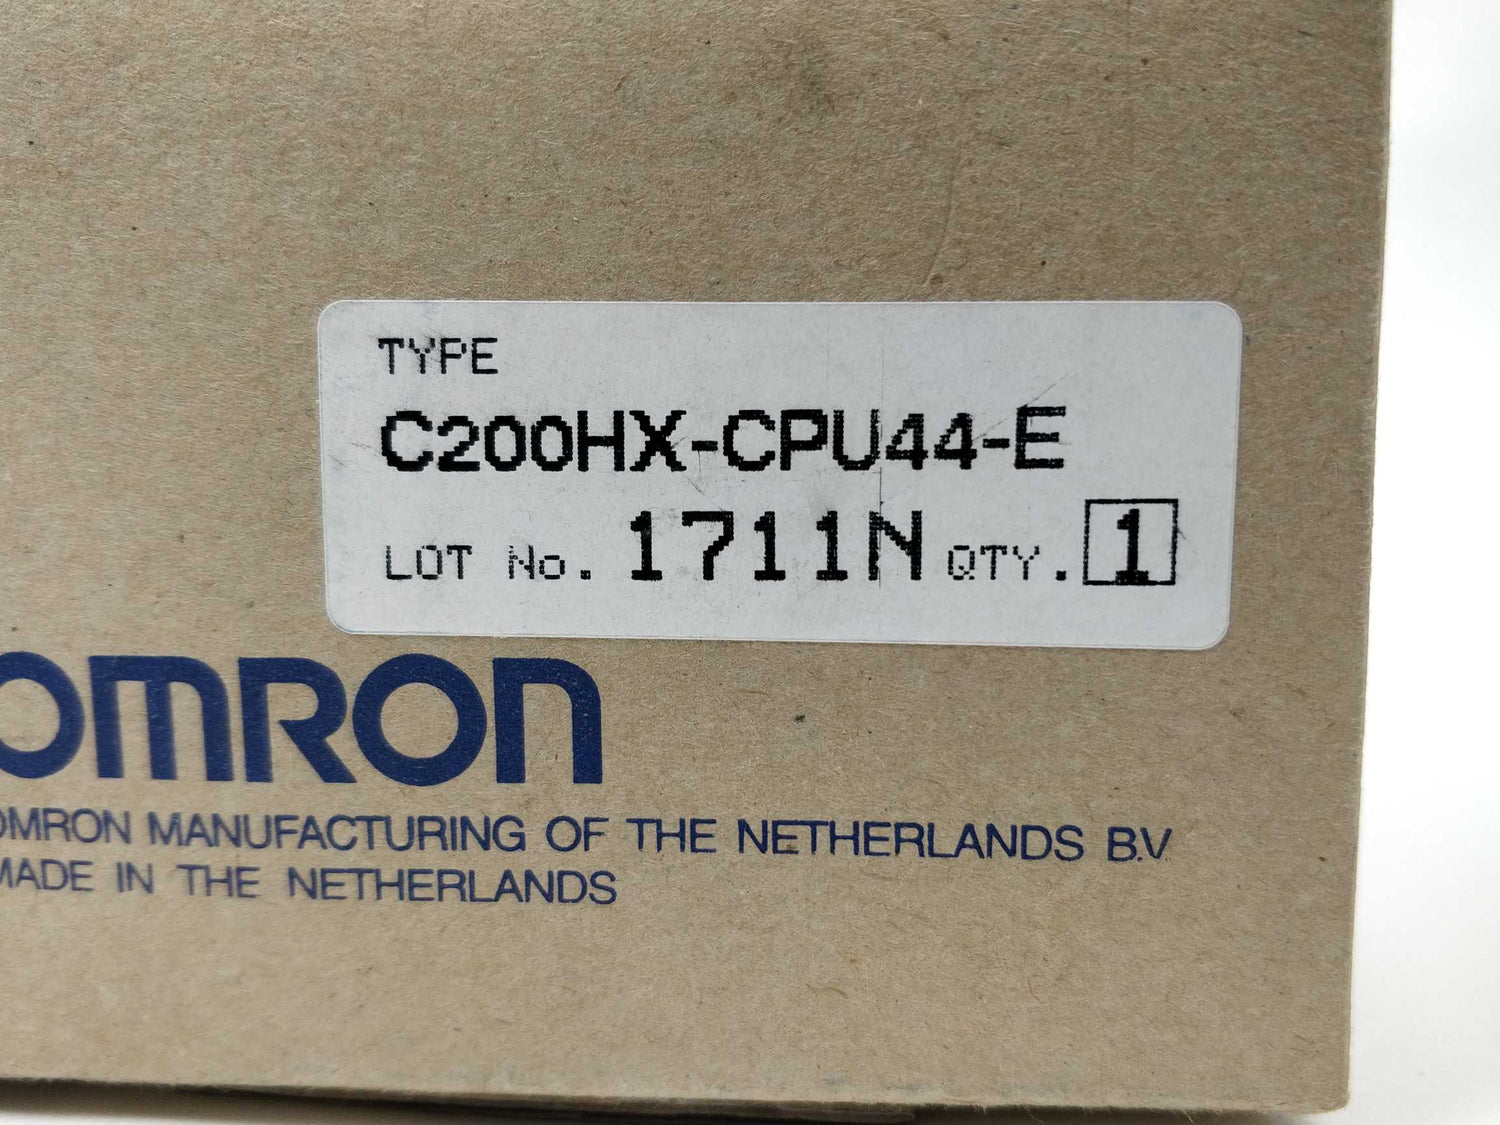 TYPE
C200HX-CPU44-E
LOT No. 1711N QTY. 1
OMRON
OMRON MANUFACTURING OF THE NETHERLANDS B.V.
MADE IN THE NETHERLANDS